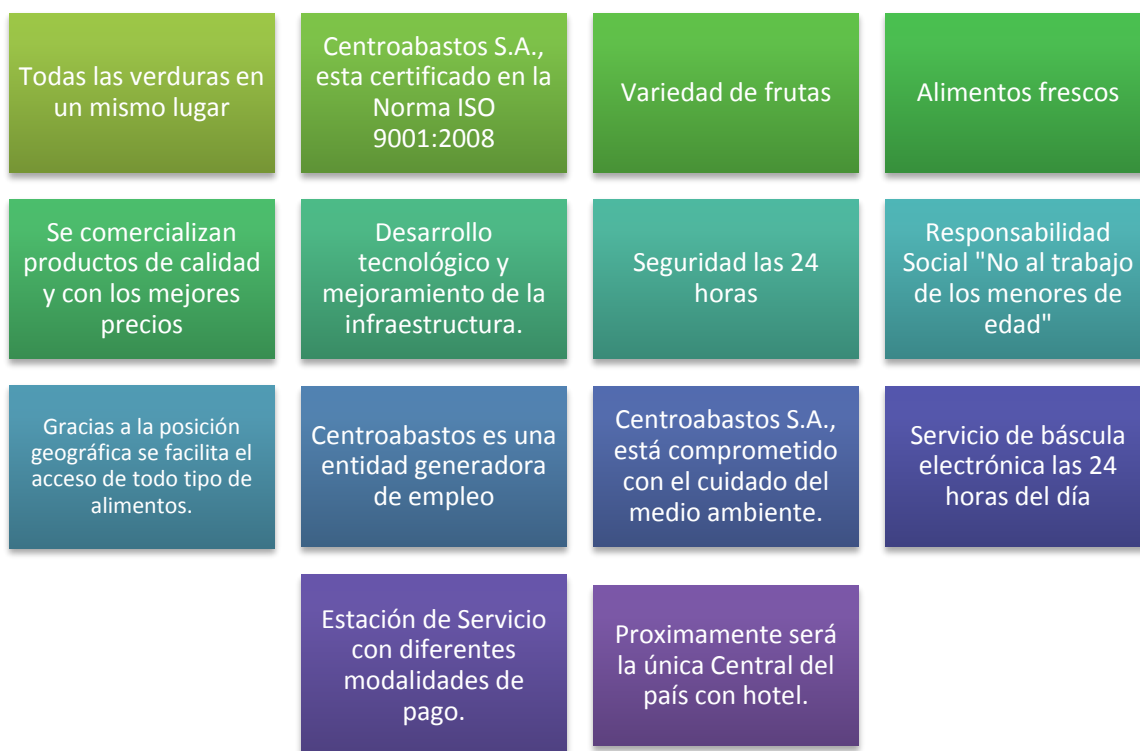 Todas las verduras en
un mismo lugar
Centroabastos S.A.,
esta certificado en la
Norma ISO
9001:2008
Variedad de frutas
Alimentos frescos
Se comercializan
productos de calidad
y con los mejores
precios
Desarrollo
tecnológico y
mejoramiento de la
infraestructura.
Seguridad las 24
horas
Responsabilidad
Social "No al trabajo
de los menores de
edad"
Gracias a la posición
geográfica se facilita el
acceso de todo tipo de
alimentos.
Centroabastos es una
entidad generadora
de empleo
Centroabastos S.A.,
está comprometido
con el cuidado del
medio ambiente.
Servicio de báscula
electrónica las 24
horas del día
Estación de Servicio
con diferentes
modalidades de
pago.
Proximamente será
la única Central del
país con hotel.